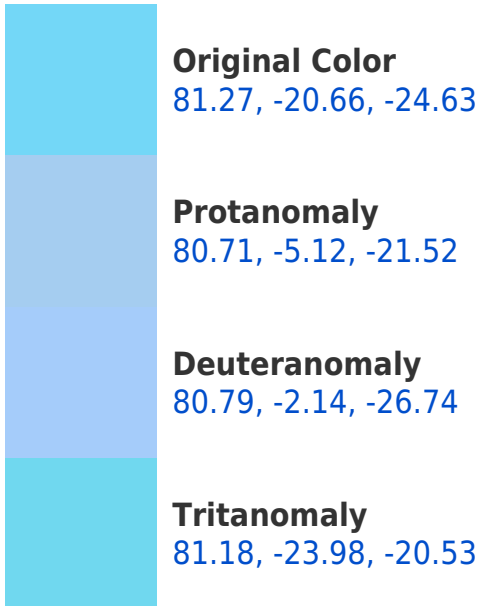 Original Color
81.27, -20.66, -24.63
Protanomaly
80.71, -5.12, -21.52
Deuteranomaly
80.79, -2.14, -26.74
Tritanomaly
81.18, -23.98, -20.53